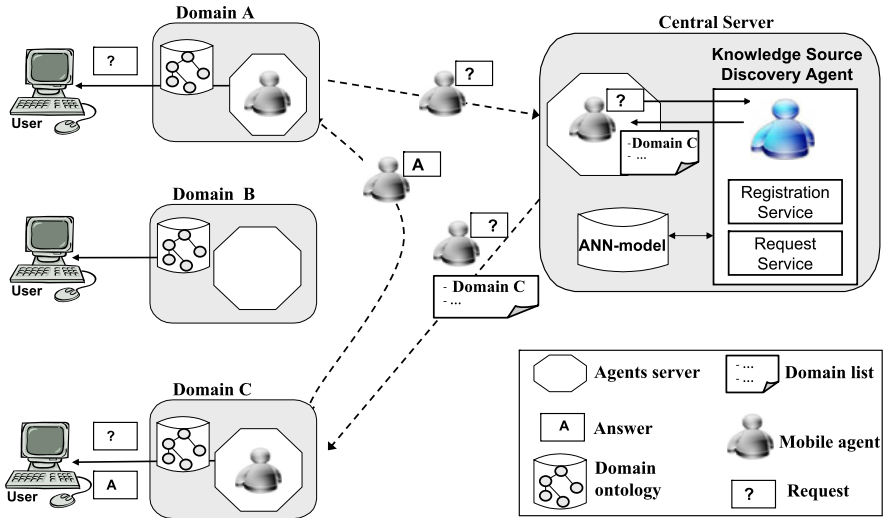 Domain A
?
User
?
Central Server
Knowledge Source
Discovery Agent
?
-Domain C
- ...
Registration
Service
Request
Service
ANN-model
A
Domain B
User
?
- Domain C
- ...
Domain C
?
A
User
Agents server
- ...
- ...
Domain list
A
Answer
Mobile agent
Domain
ontology
?
Request